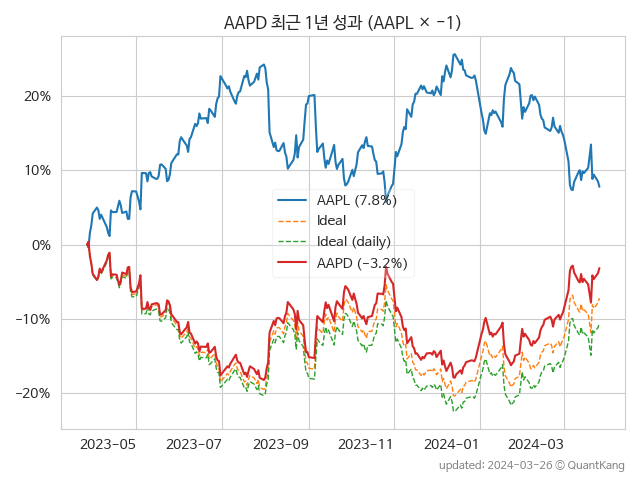 AAPD 최근 1년 성과 (AAPL × −1)
20%
10%
0%
−10%
−20%
AAPL (7.8%)
Ideal
Ideal (daily)
AAPD (−3.2%)
2023-05
2023-07
2023-09
2023-11
2024-01
2024-03
updated: 2024-03-26 © QuantKang